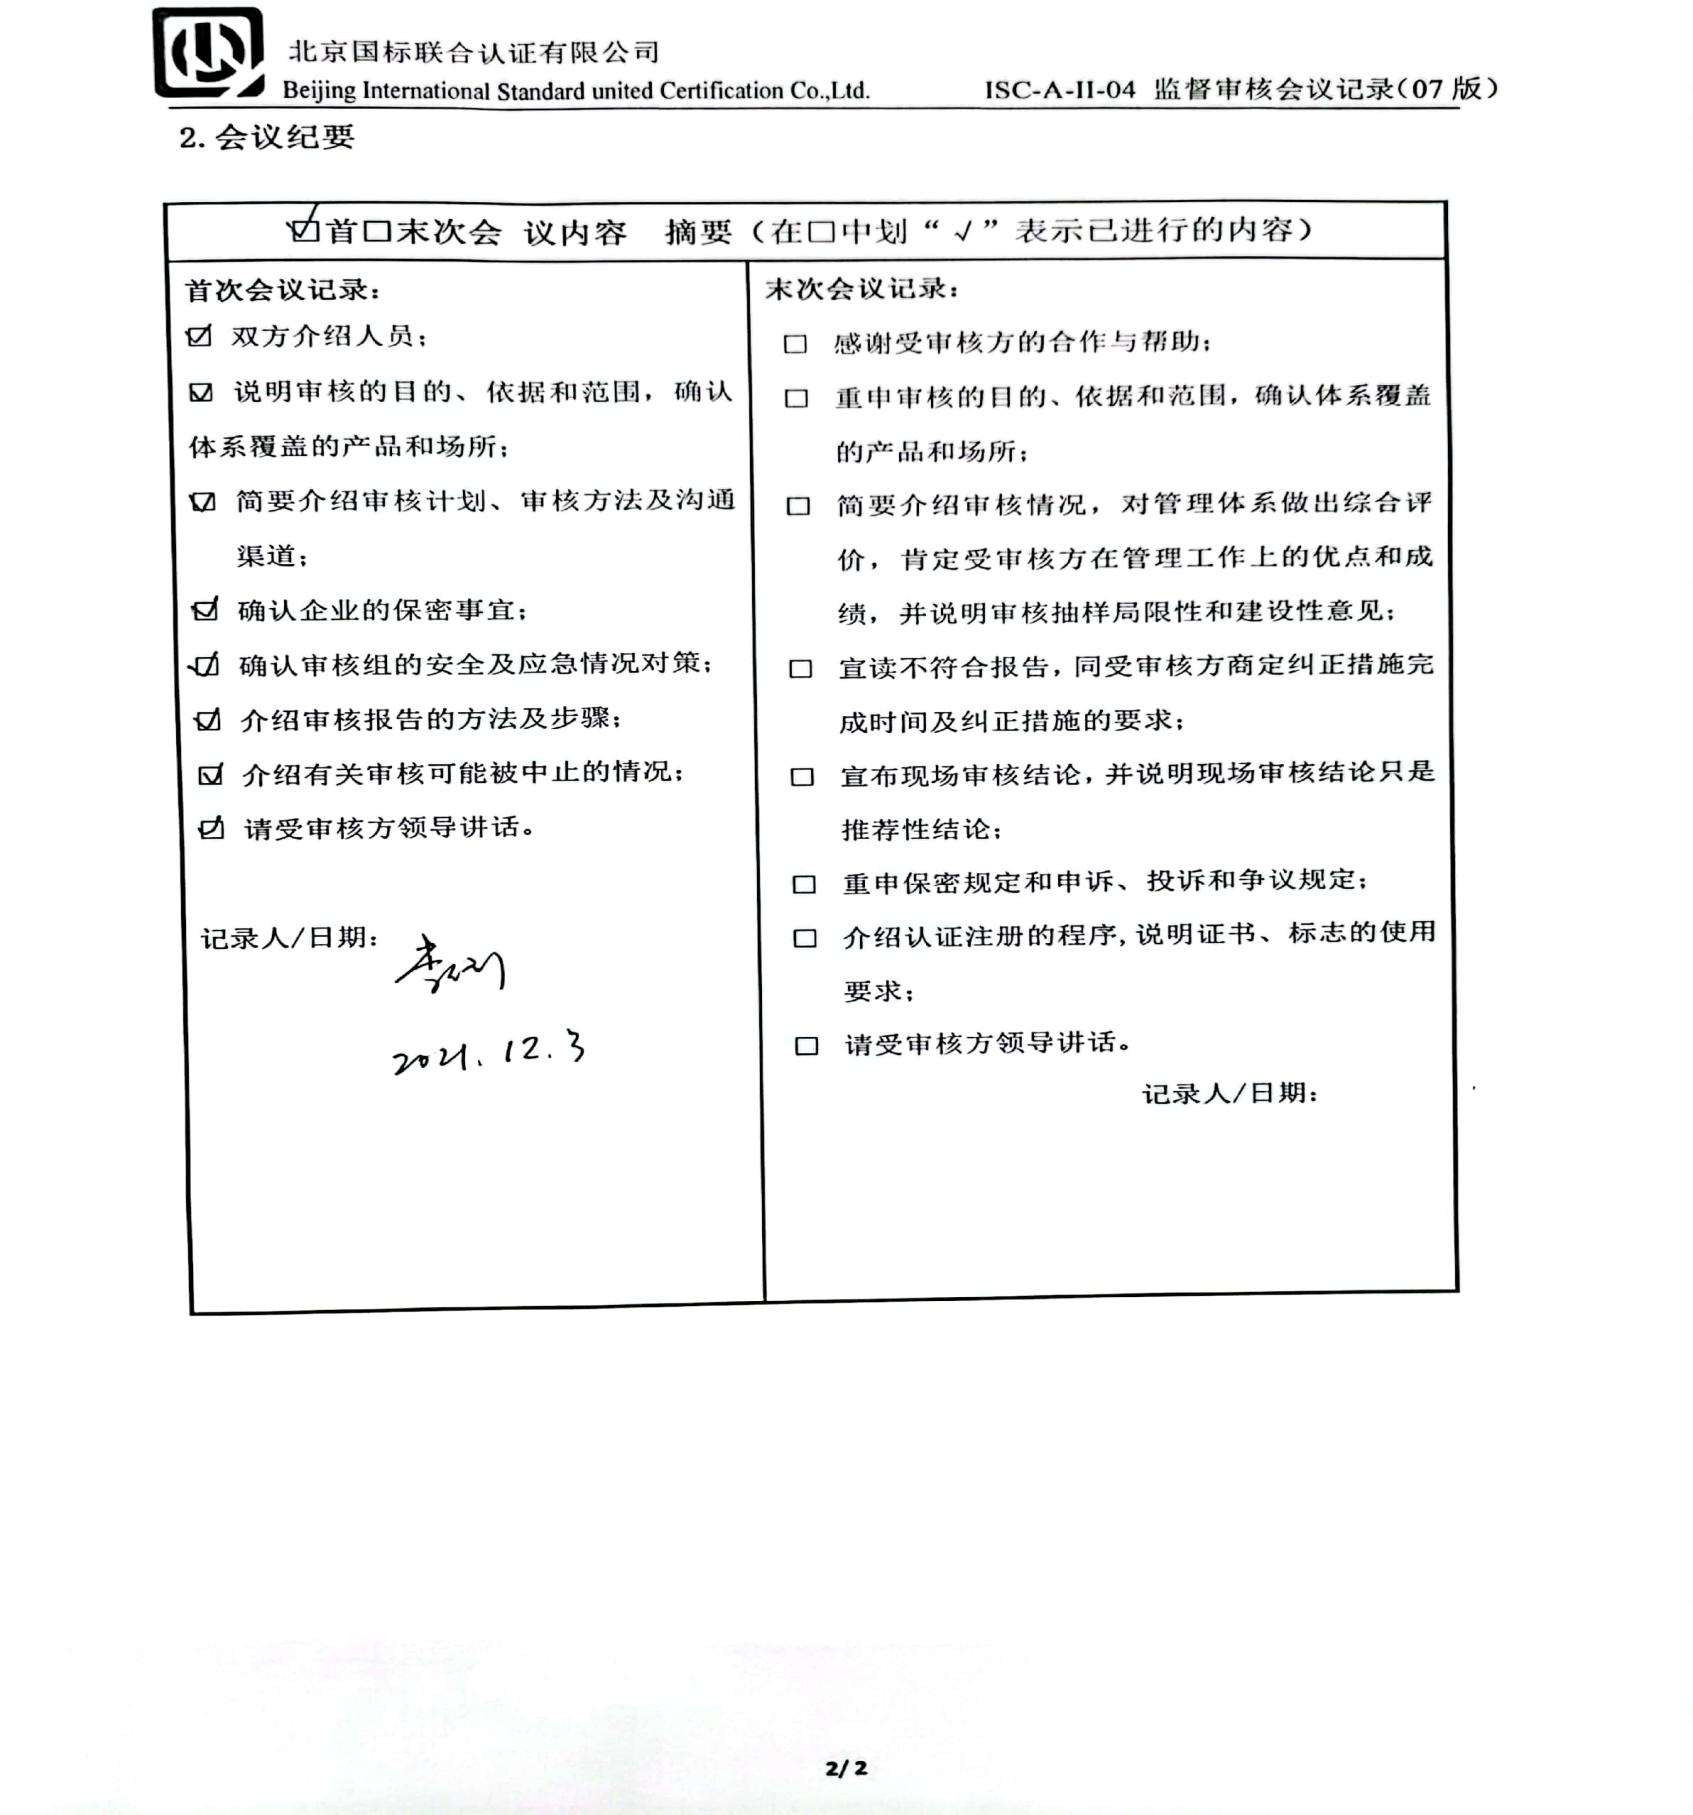 北京国标联合认证有限公司
Beijing International Standard united Certification Co.,Ltd.
ISC-A-II-04 监督审核会议记录(07版)
2.会议纪要
☑首□末次会 议内容 摘要（在□中划“√”表示已进行的内容）
首次会议记录：
☑ 双方介绍人员；
☑ 说明审核的目的、依据和范围，确认
体系覆盖的产品和场所；
☑ 简要介绍审核计划、审核方法及沟通
渠道；
☑ 确认企业的保密事宜；
☑ 确认审核组的安全及应急情况对策；
☑ 介绍审核报告的方法及步骤；
☑ 介绍有关审核可能被中止的情况；
☑ 请受审核方领导讲话。
记录人/日期：
2021.12.3
末次会议记录：
□ 感谢受审核方的合作与帮助；
□ 重申审核的目的、依据和范围，确认体系覆盖
的产品和场所；
□ 简要介绍审核情况，对管理体系做出综合评
价，肯定受审核方在管理工作上的优点和成
绩，并说明审核抽样局限性和建设性意见；
□ 宣读不符合报告，同受审核方商定纠正措施完
成时间及纠正措施的要求；
□ 宣布现场审核结论，并说明现场审核结论只是
推荐性结论；
□ 重申保密规定和申诉、投诉和争议规定；
□ 介绍认证注册的程序，说明证书、标志的使用
要求；
□ 请受审核方领导讲话。
记录人/日期：
2/2